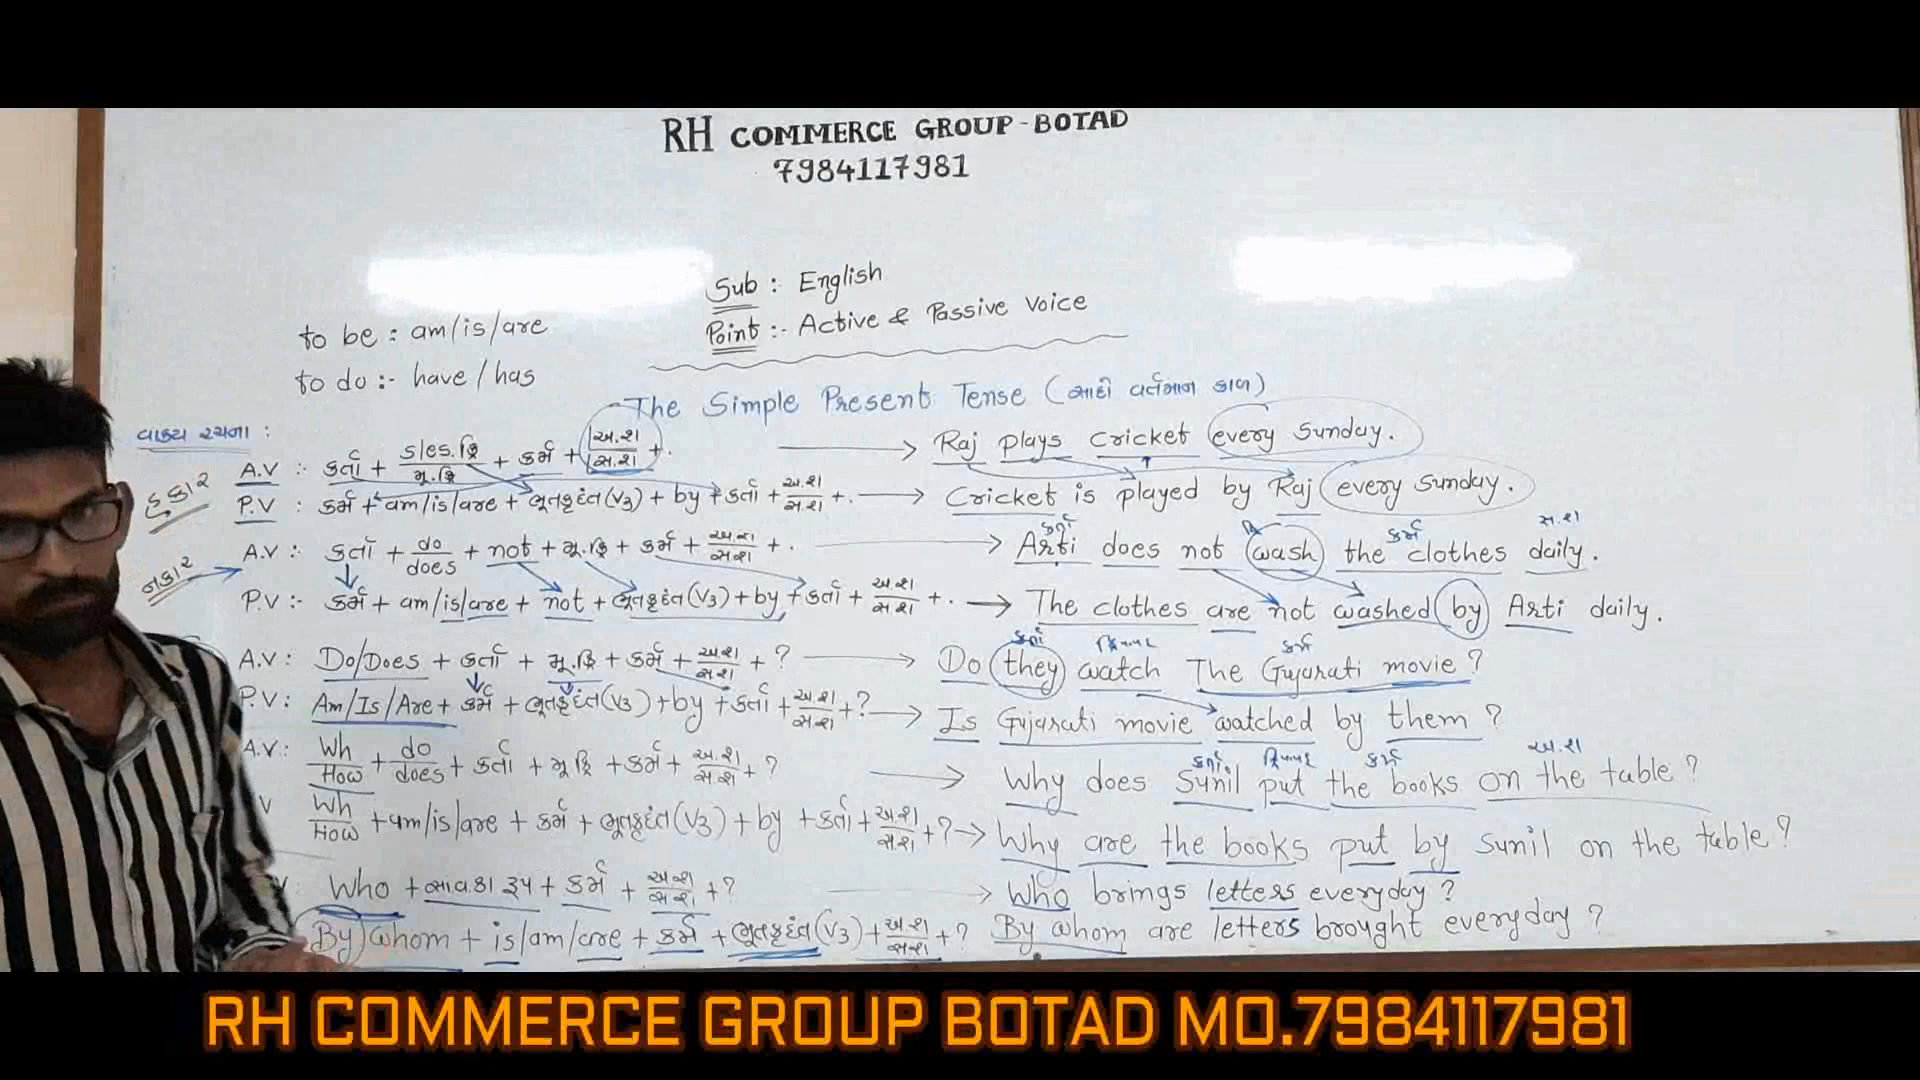 RH COMMERCE GROUP - BOTAD
7984117981
Sub : English
Point :- Active & Passive Voice
to be : am/is/are
to do :- have / has
The Simple Present Tense (સાદો વર્તમાન કાળ)
વાક્ય રચના :
હકાર
A.V :- કર્તા + s/es.ક્રિ / મૂ.ક્રિ + કર્મ + અ.શ / સ.શ +. → Raj plays cricket every Sunday.
P.V : કર્મ + am/is/are + ભૂતકૃદંત(V3) + by + કર્તા + અ.શ / સ.શ +. → Cricket is played by Raj every Sunday.
નકાર
કર્તા ક્રિ કર્મ સ.શ
A.V :- કર્તા + do / does + not + મૂ.ક્રિ + કર્મ + અ.શ / સ.શ +. → Arti does not wash the clothes daily.
P.V :- કર્મ + am/is/are + not + ભૂતકૃદંત(V3) + by + કર્તા + અ.શ / સ.શ +. → The clothes are not washed by Arti daily.
કર્તા ક્રિયાપદ કર્મ
A.V : Do/Does + કર્તા + મૂ.ક્રિ + કર્મ + અ.શ / સ.શ + ? → Do they watch The Gujarati movie ?
P.V : Am/Is/Are + કર્મ + ભૂતકૃદંત(V3) + by + કર્તા + અ.શ / સ.શ +? → Is Gujarati movie watched by them ?
કર્તા ક્રિયાપદ કર્મ અ.શ
A.V : Wh / How + do / does + કર્તા + મૂ ક્રિ + કર્મ + અ.શ / સ.શ + ? → Why does Sunil put the books on the table ?
V Wh / How + am/is/are + કર્મ + ભૂતકૃદંત(V3) + by + કર્તા + અ.શ / સ.શ +? → Why are the books put by Sunil on the table ?
Who + સાવ.કા રૂપ + કર્મ + અ.શ / સ.શ +? → Who brings letters everyday ?
By whom + is/am/are + કર્મ + ભૂતકૃદંત(V3) + અ.શ / સ.શ +? By whom are letters brought everyday ?
RH COMMERCE GROUP BOTAD MO.7984117981